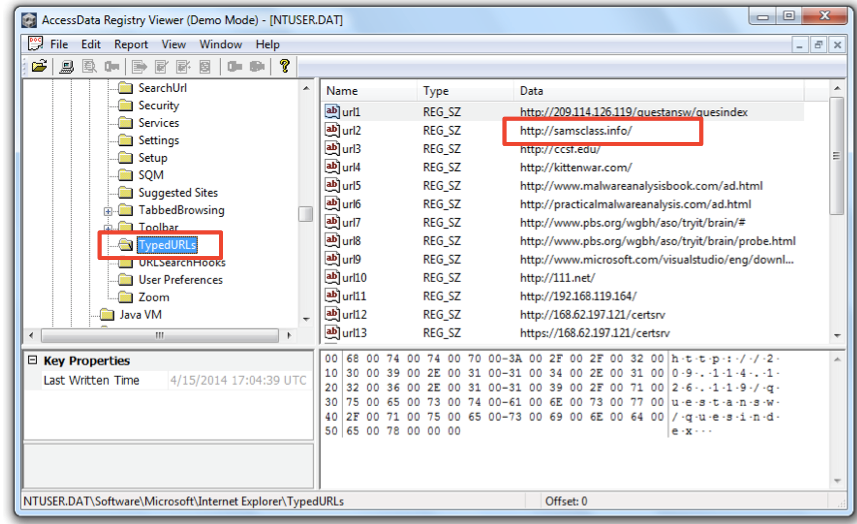 AccessData Registry Viewer (Demo Mode) - [NTUSER.DAT]
File Edit Report View Window Help
SearchUrl
Security
Services
Settings
Setup
SQM
Suggested Sites
TabbedBrowsing
Toolbar
TypedURLs
URLSearchHooks
User Preferences
Zoom
Java VM
Name Type Data
url1 REG_SZ http://209.114.126.119/questansw/quesindex
url2 REG_SZ http://samsclass.info/
url3 REG_SZ http://ccsf.edu/
url4 REG_SZ http://kittenwar.com/
url5 REG_SZ http://www.malwareanalysisbook.com/ad.html
url6 REG_SZ http://practicalmalwareanalysis.com/ad.html
url7 REG_SZ http://www.pbs.org/wgbh/aso/tryit/brain/#
url8 REG_SZ http://www.pbs.org/wgbh/aso/tryit/brain/probe.html
url9 REG_SZ http://www.microsoft.com/visualstudio/eng/downl...
url10 REG_SZ http://111.net/
url11 REG_SZ http://192.168.119.164/
url12 REG_SZ http://168.62.197.121/certsrv
url13 REG_SZ https://168.62.197.121/certsrv
Key Properties
Last Written Time 4/15/2014 17:04:39 UTC
00 68 00 74 00 74 00 70 00-3A 00 2F 00 2F 00 32 00 h·t·t·p·:·/·/·2·
10 30 00 39 00 2E 00 31 00-31 00 34 00 2E 00 31 00 0·9·.·1·1·4·.·1·
20 32 00 36 00 2E 00 31 00-31 00 39 00 2F 00 71 00 2·6·.·1·1·9·/·q·
30 75 00 65 00 73 00 74 00-61 00 6E 00 73 00 77 00 u·e·s·t·a·n·s·w·
40 2F 00 71 00 75 00 65 00-73 00 69 00 6E 00 64 00 /·q·u·e·s·i·n·d·
50 65 00 78 00 00 00 e·x···
NTUSER.DAT\Software\Microsoft\Internet Explorer\TypedURLs Offset: 0